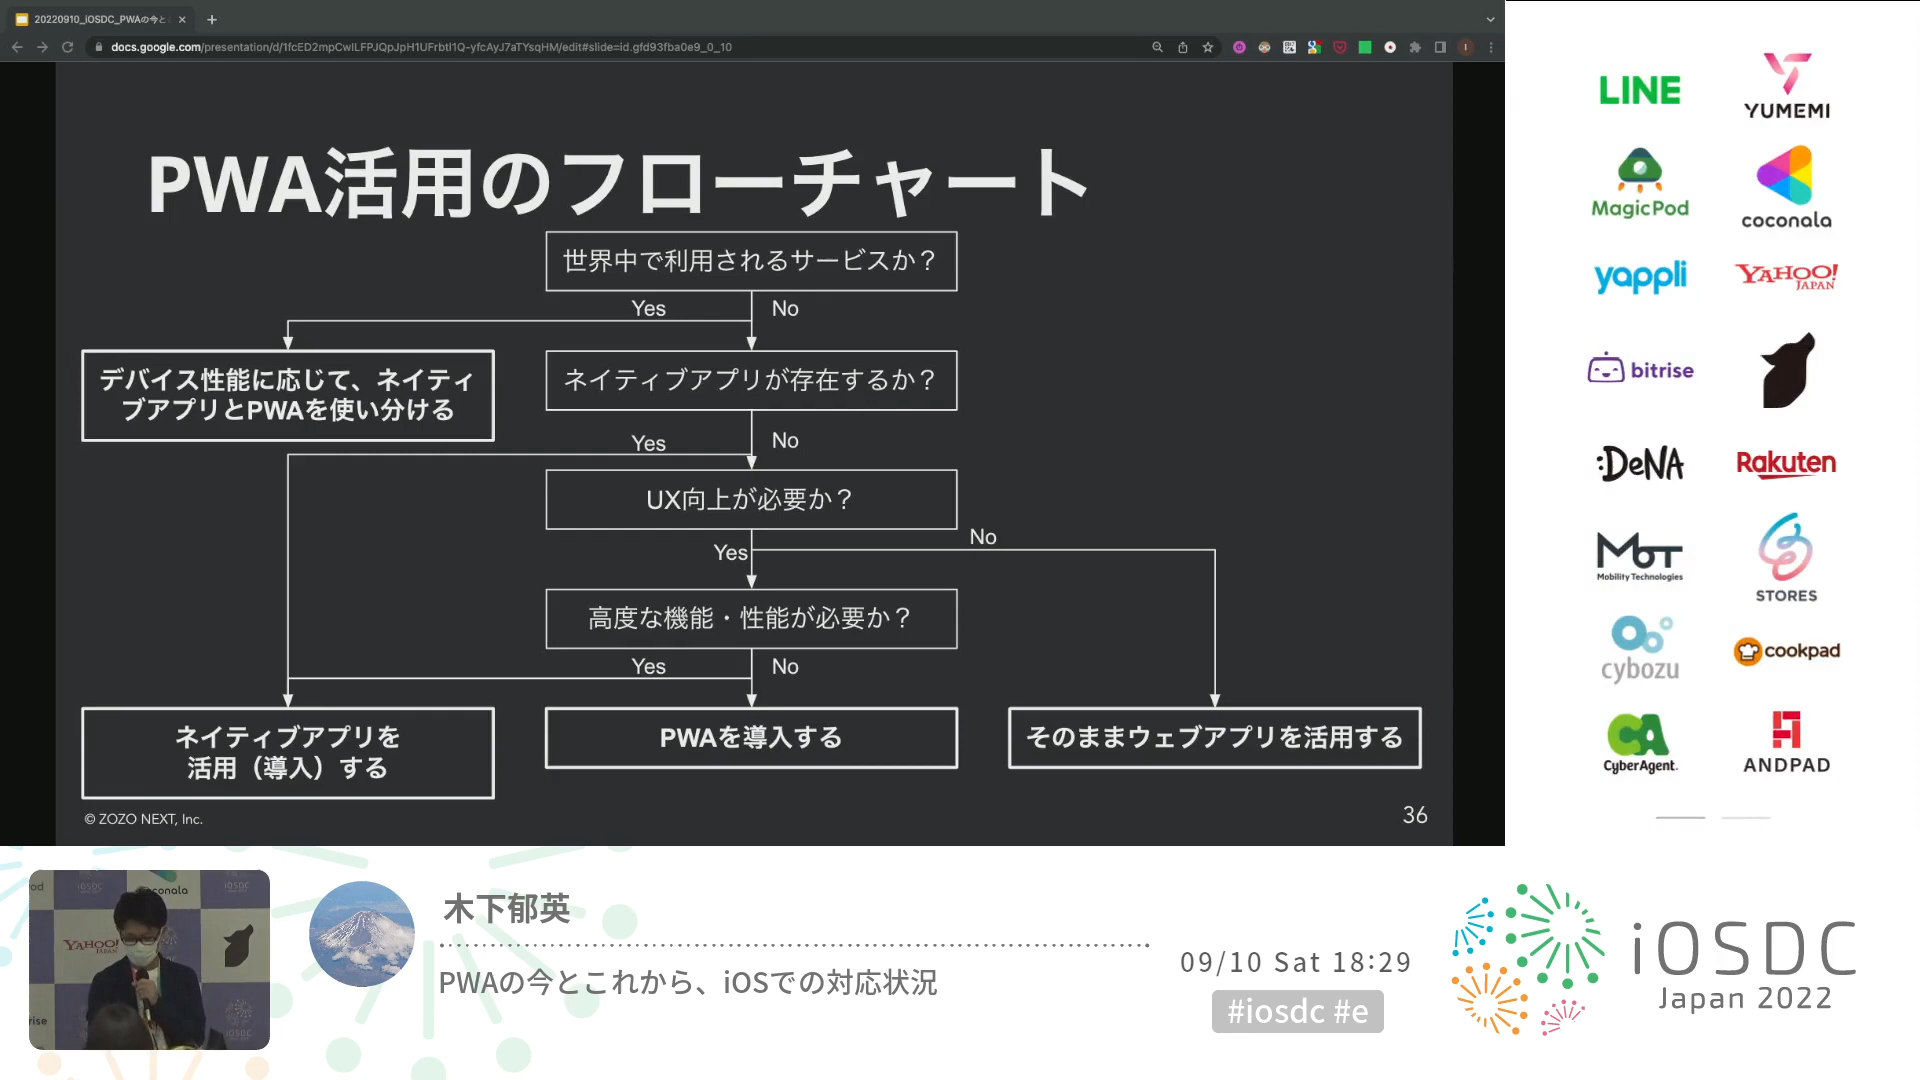 20220910_iOSDC_PWAの今と
docs.google.com/presentation/d/1fcED2mpCwILFPJQpJpH1UFrbtI1Q-yfcAyJ7aTYsqHM/edit#slide=id.gfd93fba0e9_0_10
PWA活用のフローチャート
世界中で利用されるサービスか？
Yes
No
デバイス性能に応じて、ネイティ
ブアプリとPWAを使い分ける
ネイティブアプリが存在するか？
Yes
No
UX向上が必要か？
No
Yes
高度な機能・性能が必要か？
Yes
No
ネイティブアプリを
活用（導入）する
PWAを導入する
そのままウェブアプリを活用する
© ZOZO NEXT, Inc.
36
LINE
YUMEMI
MagicPod
coconala
yappli
YAHOO!
JAPAN
bitrise
:DeNA
Rakuten
MoT
Mobility Technologies
STORES
cybozu
cookpad
CA
CyberAgent.
ANDPAD
iOSDC
conala
iOSDC
YAHOO!
JAPAN
rise
木下郁英
PWAの今とこれから、iOSでの対応状況
09/10 Sat 18:29
#iosdc #e
iOSDC
Japan 2022